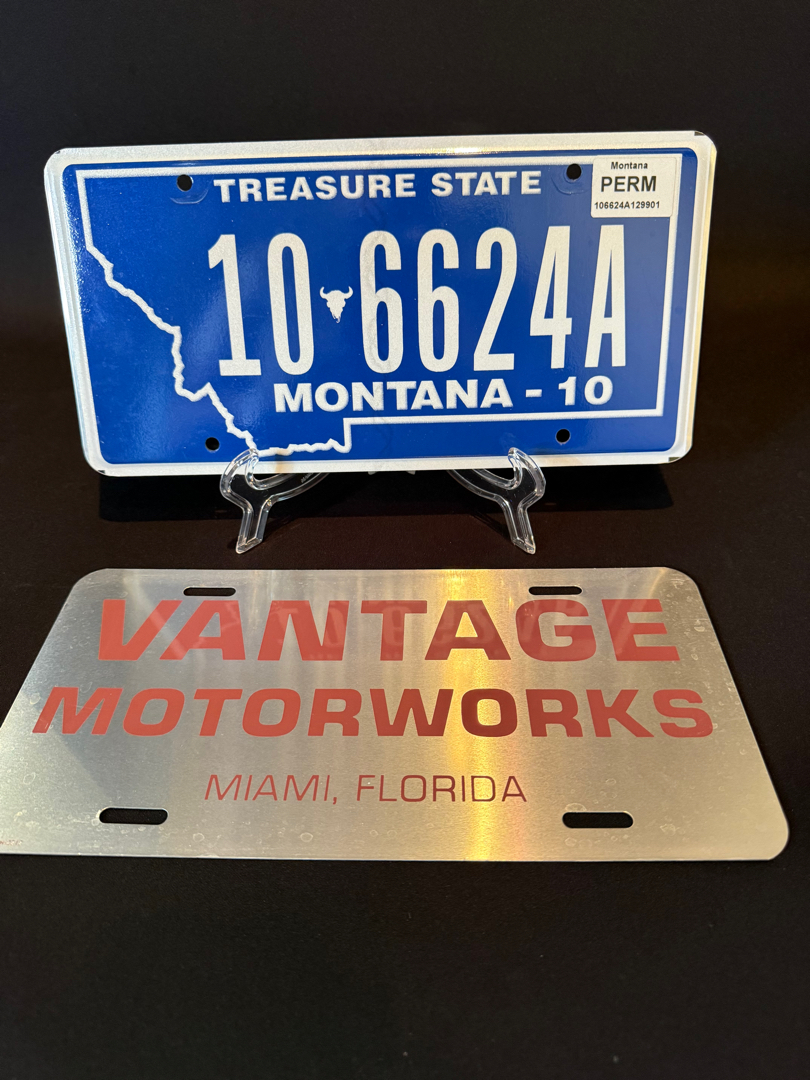 TREASURE STATE
Montana
PERM
106624A129901
10 6624A
MONTANA - 10
VANTAGE
MOTORWORKS
MIAMI, FLORIDA